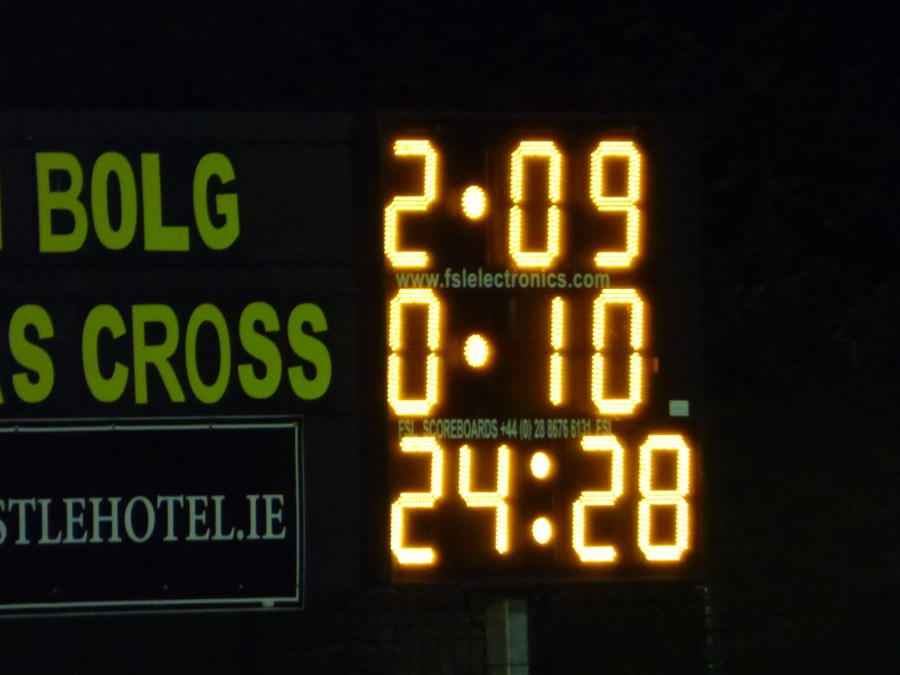 BOLG 2·09
www.fslelectronics.com
S CROSS 0·10
FSL SCOREBOARDS +44 (0) 28 8676 6131 FSL
24:28
STLEHOTEL.IE